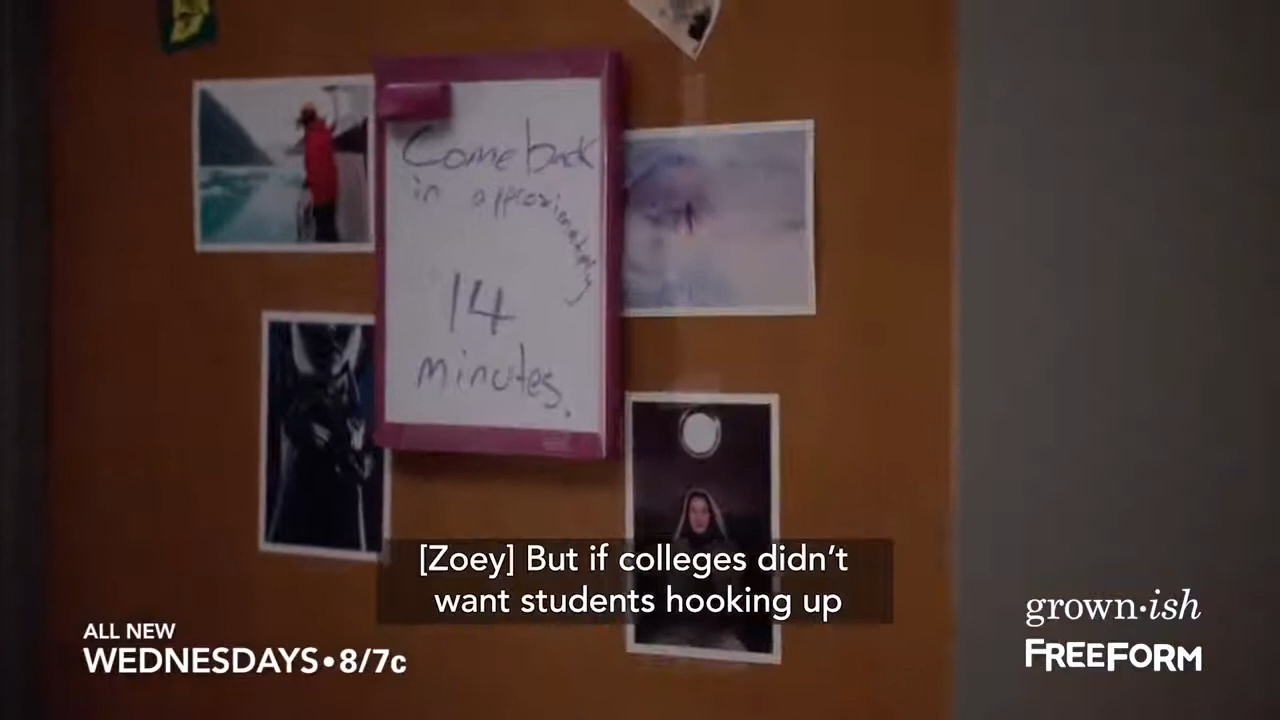 Come back
in approximately
14
minutes.
[Zoey] But if colleges didn't
want students hooking up
ALL NEW
WEDNESDAYS•8/7c
grown•ish
FREEFORM